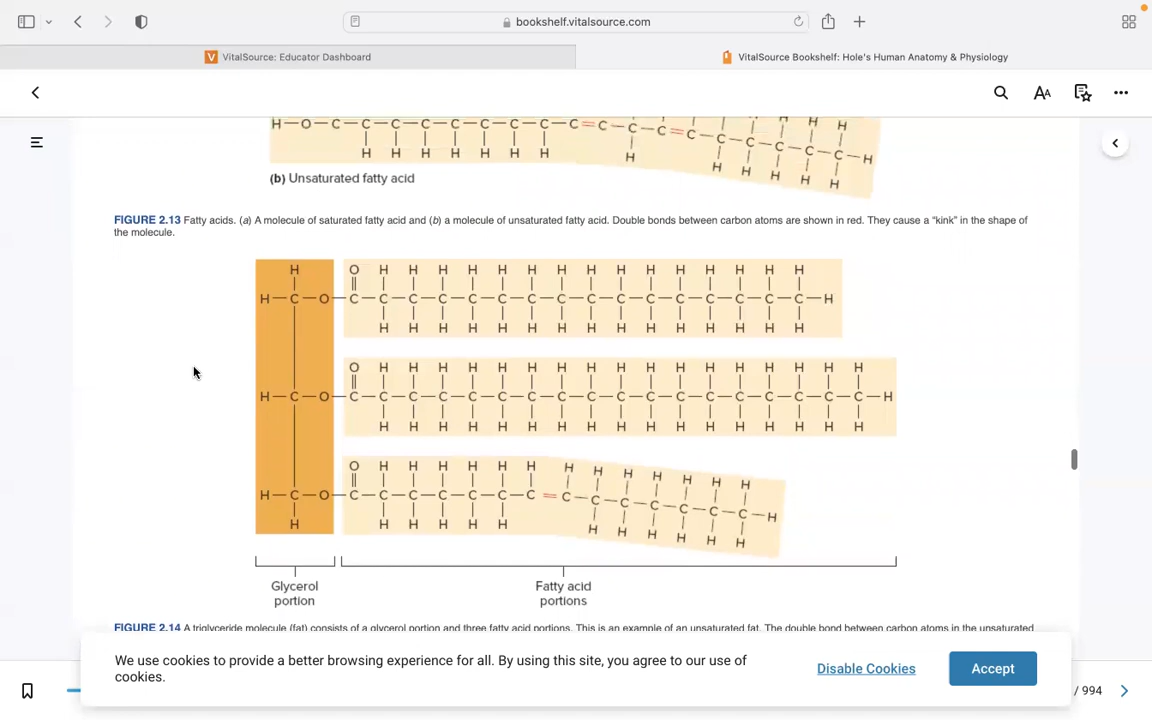 bookshelf.vitalsource.com
VitalSource: Educator Dashboard
VitalSource Bookshelf: Hole's Human Anatomy & Physiology
AA
H—O—C—C—C—C—C—C—C—C—C=C—C—C=C—C—C—C—C—C—H
H H H H H H H H H H H H H
(b) Unsaturated fatty acid
FIGURE 2.13 Fatty acids. (a) A molecule of saturated fatty acid and (b) a molecule of unsaturated fatty acid. Double bonds between carbon atoms are shown in red. They cause a “kink” in the shape of
the molecule.
H O H H H H H H H H H H H H H H H
H—C—O—C—C—C—C—C—C—C—C—C—C—C—C—C—C—C—C—H
H H H H H H H H H H H H H H H
O H H H H H H H H H H H H H H H H H
H—C—O—C—C—C—C—C—C—C—C—C—C—C—C—C—C—C—C—C—C—H
H H H H H H H H H H H H H H H H H
O H H H H H H H H H H H H H
H—C—O—C—C—C—C—C—C—C=C—C—C—C—C—C—C—H
H H H H H H H H H H H H
Glycerol
portion
Fatty acid
portions
FIGURE 2.14 A triglyceride molecule (fat) consists of a glycerol portion and three fatty acid portions. This is an example of an unsaturated fat. The double bond between carbon atoms in the unsaturated
We use cookies to provide a better browsing experience for all. By using this site, you agree to our use of
cookies.
Disable Cookies
Accept
/ 994